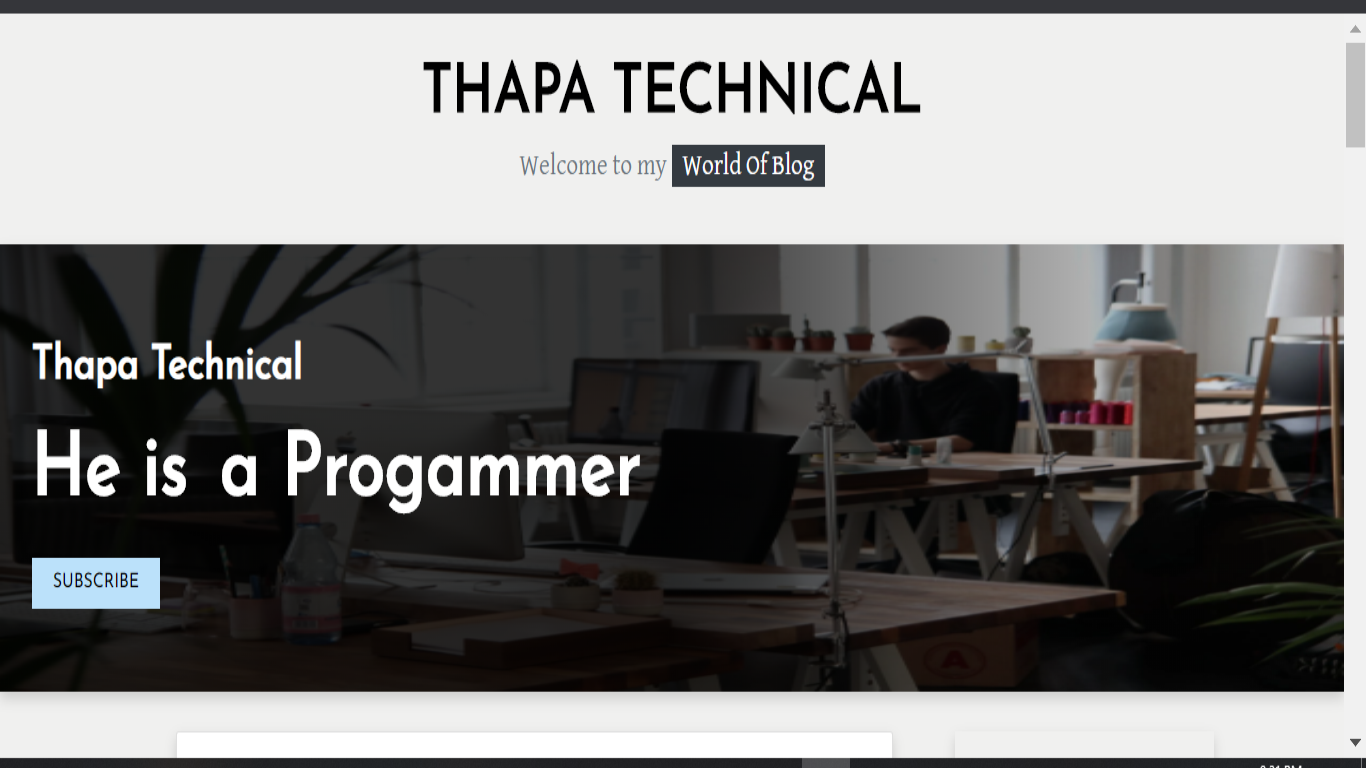 THAPA TECHNICAL
Welcome to my World Of Blog
Thapa Technical
He is a Progammer
SUBSCRIBE
A